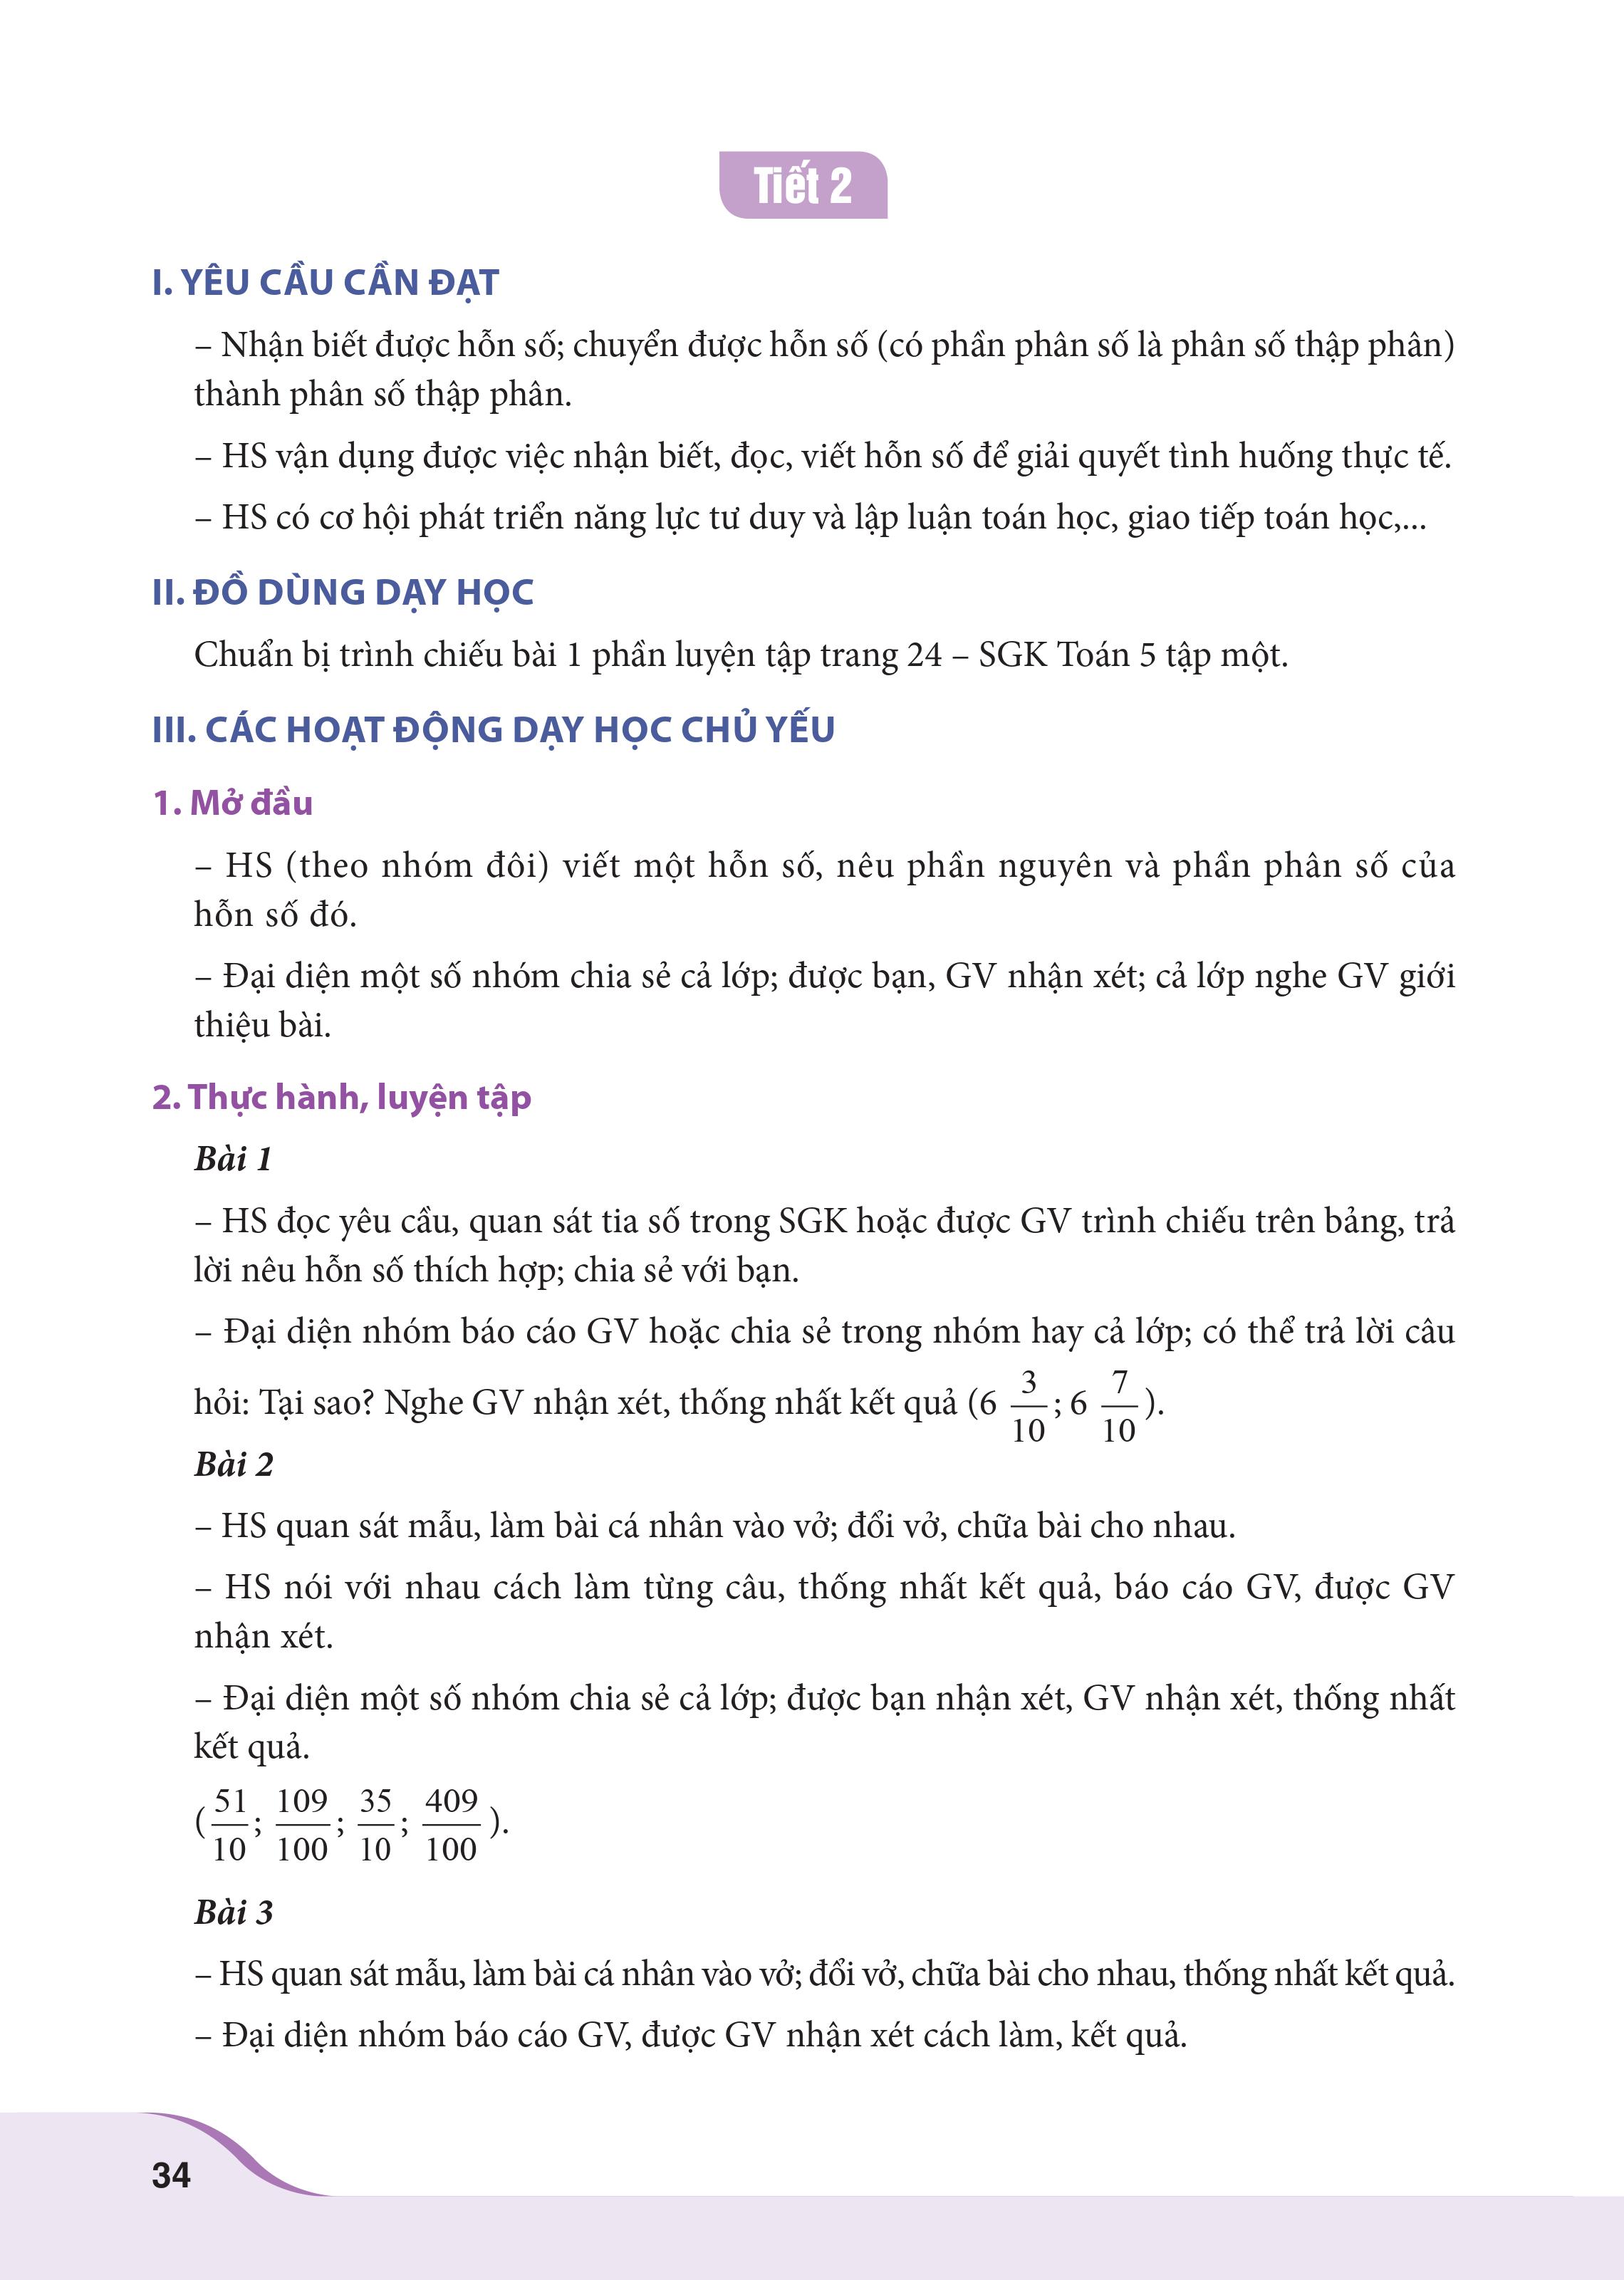 Tiết 2
I. YÊU CẦU CẦN ĐẠT
– Nhận biết được hỗn số; chuyển được hỗn số (có phần phân số là phân số thập phân)
thành phân số thập phân.
– HS vận dụng được việc nhận biết, đọc, viết hỗn số để giải quyết tình huống thực tế.
– HS có cơ hội phát triển năng lực tư duy và lập luận toán học, giao tiếp toán học,...
II. ĐỒ DÙNG DẠY HỌC
Chuẩn bị trình chiếu bài 1 phần luyện tập trang 24 – SGK Toán 5 tập một.
III. CÁC HOẠT ĐỘNG DẠY HỌC CHỦ YẾU
1. Mở đầu
– HS (theo nhóm đôi) viết một hỗn số, nêu phần nguyên và phần phân số của
hỗn số đó.
– Đại diện một số nhóm chia sẻ cả lớp; được bạn, GV nhận xét; cả lớp nghe GV giới
thiệu bài.
2. Thực hành, luyện tập
Bài 1
– HS đọc yêu cầu, quan sát tia số trong SGK hoặc được GV trình chiếu trên bảng, trả
lời nêu hỗn số thích hợp; chia sẻ với bạn.
– Đại diện nhóm báo cáo GV hoặc chia sẻ trong nhóm hay cả lớp; có thể trả lời câu
hỏi: Tại sao? Nghe GV nhận xét, thống nhất kết quả (6 3/10; 6 7/10).
Bài 2
– HS quan sát mẫu, làm bài cá nhân vào vở; đổi vở, chữa bài cho nhau.
– HS nói với nhau cách làm từng câu, thống nhất kết quả, báo cáo GV, được GV
nhận xét.
– Đại diện một số nhóm chia sẻ cả lớp; được bạn nhận xét, GV nhận xét, thống nhất
kết quả.
(51/10; 109/100; 35/10; 409/100).
Bài 3
– HS quan sát mẫu, làm bài cá nhân vào vở; đổi vở, chữa bài cho nhau, thống nhất kết quả.
– Đại diện nhóm báo cáo GV, được GV nhận xét cách làm, kết quả.
34